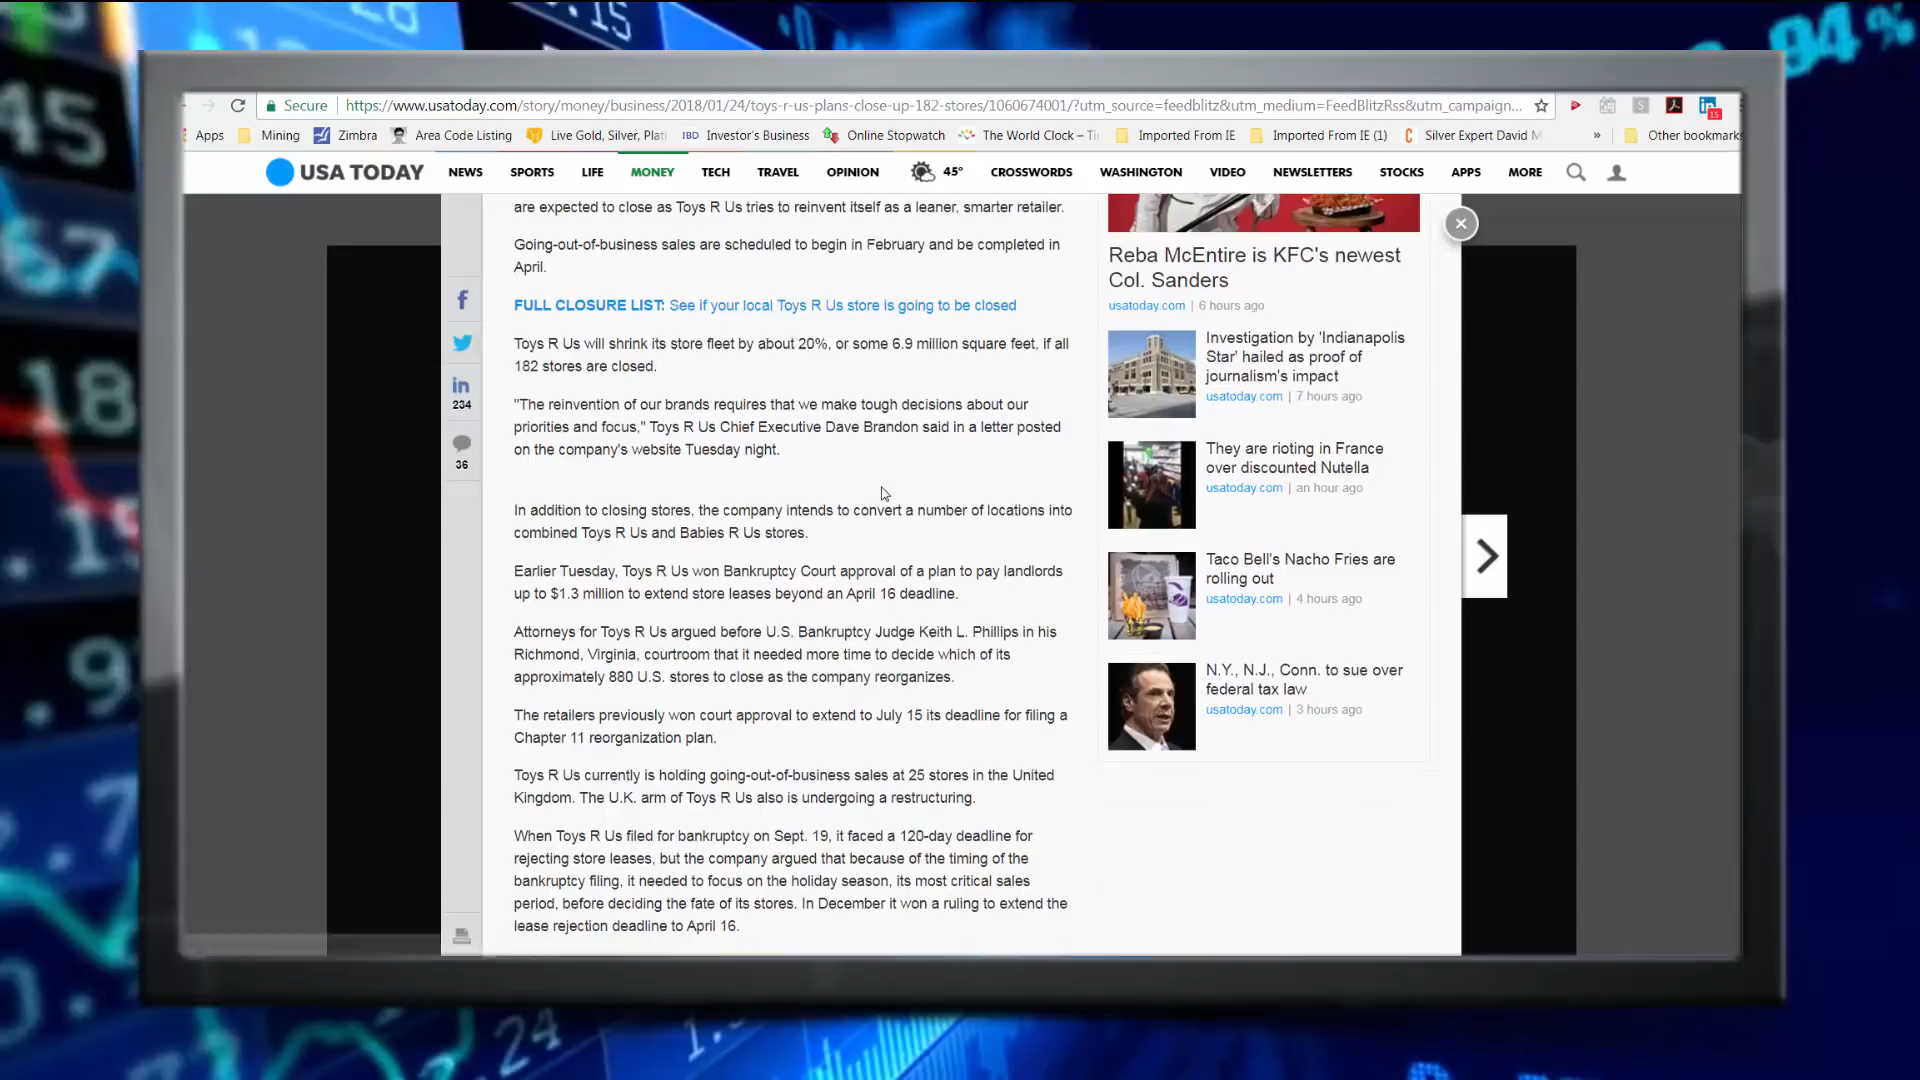 Secure
https://www.usatoday.com/story/money/business/2018/01/24/toys-r-us-plans-close-up-182-stores/1060674001/?utm_source=feedblitz&utm_medium=FeedBlitzRss&utm_campaign...
15
Apps
Mining
Zimbra
Area Code Listing
Live Gold, Silver, Plati
IBD Investor's Business
Online Stopwatch
The World Clock – Ti
Imported From IE
Imported From IE (1)
Silver Expert David M
»
Other bookmarks
USA TODAY
NEWS
SPORTS
LIFE
MONEY
TECH
TRAVEL
OPINION
45°
CROSSWORDS
WASHINGTON
VIDEO
NEWSLETTERS
STOCKS
APPS
MORE
are expected to close as Toys R Us tries to reinvent itself as a leaner, smarter retailer.
Going-out-of-business sales are scheduled to begin in February and be completed in
April.
FULL CLOSURE LIST: See if your local Toys R Us store is going to be closed
Toys R Us will shrink its store fleet by about 20%, or some 6.9 million square feet, if all
182 stores are closed.
"The reinvention of our brands requires that we make tough decisions about our
priorities and focus," Toys R Us Chief Executive Dave Brandon said in a letter posted
on the company's website Tuesday night.
In addition to closing stores, the company intends to convert a number of locations into
combined Toys R Us and Babies R Us stores.
Earlier Tuesday, Toys R Us won Bankruptcy Court approval of a plan to pay landlords
up to $1.3 million to extend store leases beyond an April 16 deadline.
Attorneys for Toys R Us argued before U.S. Bankruptcy Judge Keith L. Phillips in his
Richmond, Virginia, courtroom that it needed more time to decide which of its
approximately 880 U.S. stores to close as the company reorganizes.
The retailers previously won court approval to extend to July 15 its deadline for filing a
Chapter 11 reorganization plan.
Toys R Us currently is holding going-out-of-business sales at 25 stores in the United
Kingdom. The U.K. arm of Toys R Us also is undergoing a restructuring.
When Toys R Us filed for bankruptcy on Sept. 19, it faced a 120-day deadline for
rejecting store leases, but the company argued that because of the timing of the
bankruptcy filing, it needed to focus on the holiday season, its most critical sales
period, before deciding the fate of its stores. In December it won a ruling to extend the
lease rejection deadline to April 16.
234
36
Reba McEntire is KFC's newest
Col. Sanders
usatoday.com | 6 hours ago
Investigation by 'Indianapolis
Star' hailed as proof of
journalism's impact
usatoday.com | 7 hours ago
They are rioting in France
over discounted Nutella
usatoday.com | an hour ago
Taco Bell's Nacho Fries are
rolling out
usatoday.com | 4 hours ago
N.Y., N.J., Conn. to sue over
federal tax law
usatoday.com | 3 hours ago